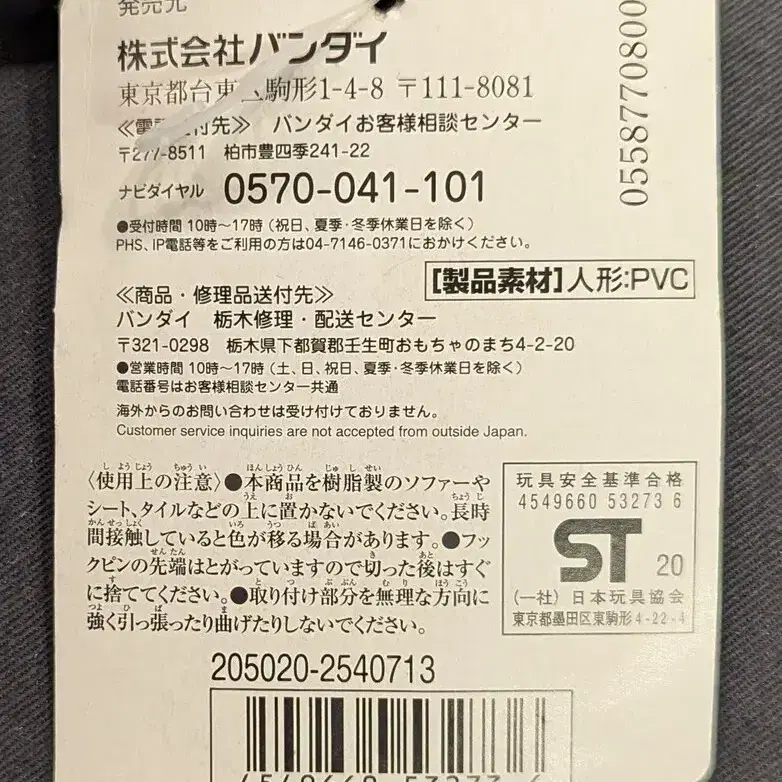 発売元
株式会社バンダイ
東京都台東区駒形1-4-8 〒111-8081
≪電話受付先≫ バンダイお客様相談センター
〒277-8511 柏市豊四季241-22
ナビダイヤル 0570-041-101
●受付時間 10時～17時(祝日、夏季・冬季休業日を除く)
PHS、IP電話等をご利用の方は04-7146-0371におかけください。
0558770800
[製品素材]人形:PVC
≪商品・修理品送付先≫
バンダイ 栃木修理・配送センター
〒321-0298 栃木県下都賀郡壬生町おもちゃのまち4-2-20
●営業時間 10時～17時(土、日、祝日、夏季・冬季休業日を除く)
電話番号はお客様相談センター共通
海外からのお問い合わせは受け付けておりません。
Customer service inquiries are not accepted from outside Japan.
〈使用上の注意〉●本商品を樹脂製のソファーや
シート、タイルなどの上に置かないでください。長時
間接触していると色が移る場合があります。●フッ
クピンの先端はとがっていますので切った後はすぐ
に捨ててください。●取り付け部分を無理な方向に
強く引っ張ったり曲げたりしないでください。
玩具安全基準合格
4549660 53273 6
ST 20
(一社) 日本玩具協会
東京都墨田区東駒形4-22-4
205020-2540713
4549660 53273 6